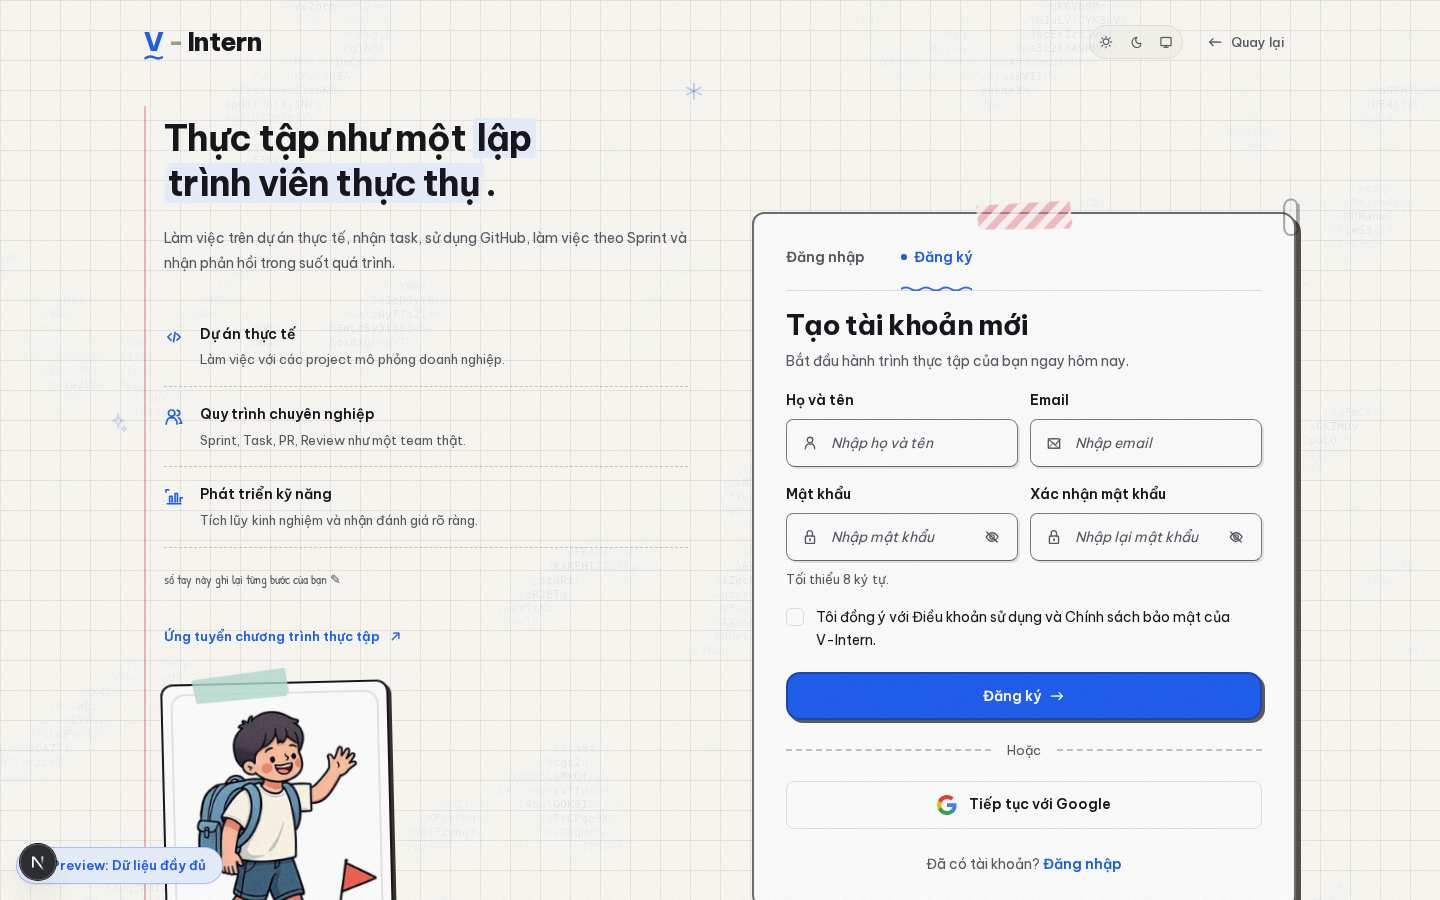 V - Intern
Quay lại
Thực tập như một lập
trình viên thực thụ.
Làm việc trên dự án thực tế, nhận task, sử dụng GitHub, làm việc theo Sprint và
nhận phản hồi trong suốt quá trình.
Dự án thực tế
Làm việc với các project mô phỏng doanh nghiệp.
Quy trình chuyên nghiệp
Sprint, Task, PR, Review như một team thật.
Phát triển kỹ năng
Tích lũy kinh nghiệm và nhận đánh giá rõ ràng.
sổ tay này ghi lại từng bước của bạn ✎
Ứng tuyển chương trình thực tập
Preview: Dữ liệu đầy đủ
Đăng nhập
Đăng ký
Tạo tài khoản mới
Bắt đầu hành trình thực tập của bạn ngay hôm nay.
Họ và tên
Email
Nhập họ và tên
Nhập email
Mật khẩu
Xác nhận mật khẩu
Nhập mật khẩu
Nhập lại mật khẩu
Tối thiểu 8 ký tự.
Tôi đồng ý với Điều khoản sử dụng và Chính sách bảo mật của
V-Intern.
Đăng ký
Hoặc
Tiếp tục với Google
Đã có tài khoản? Đăng nhập